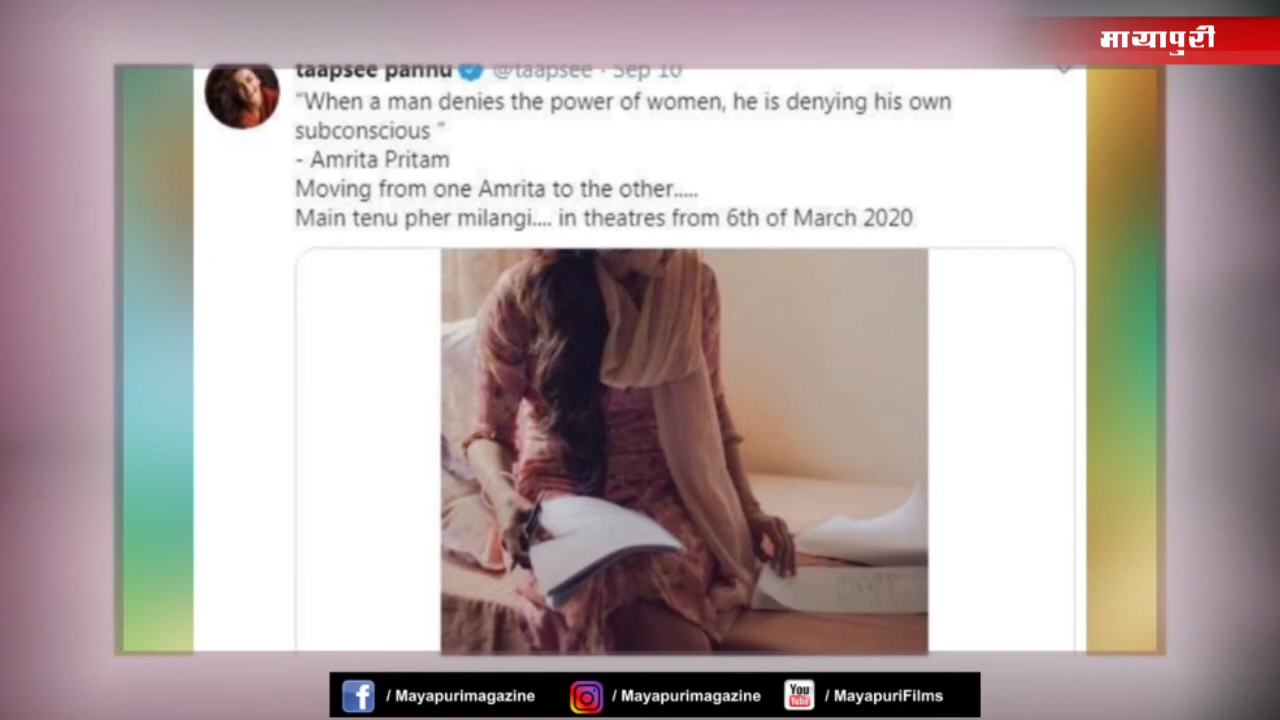 मायापुरी
taapsee pannu @taapsee · Sep 10
“When a man denies the power of women, he is denying his own
subconscious “
- Amrita Pritam
Moving from one Amrita to the other.....
Main tenu pher milangi.... in theatres from 6th of March 2020
/ Mayapurimagazine
/ Mayapurimagazine
You
Tube
/ MayapuriFilms